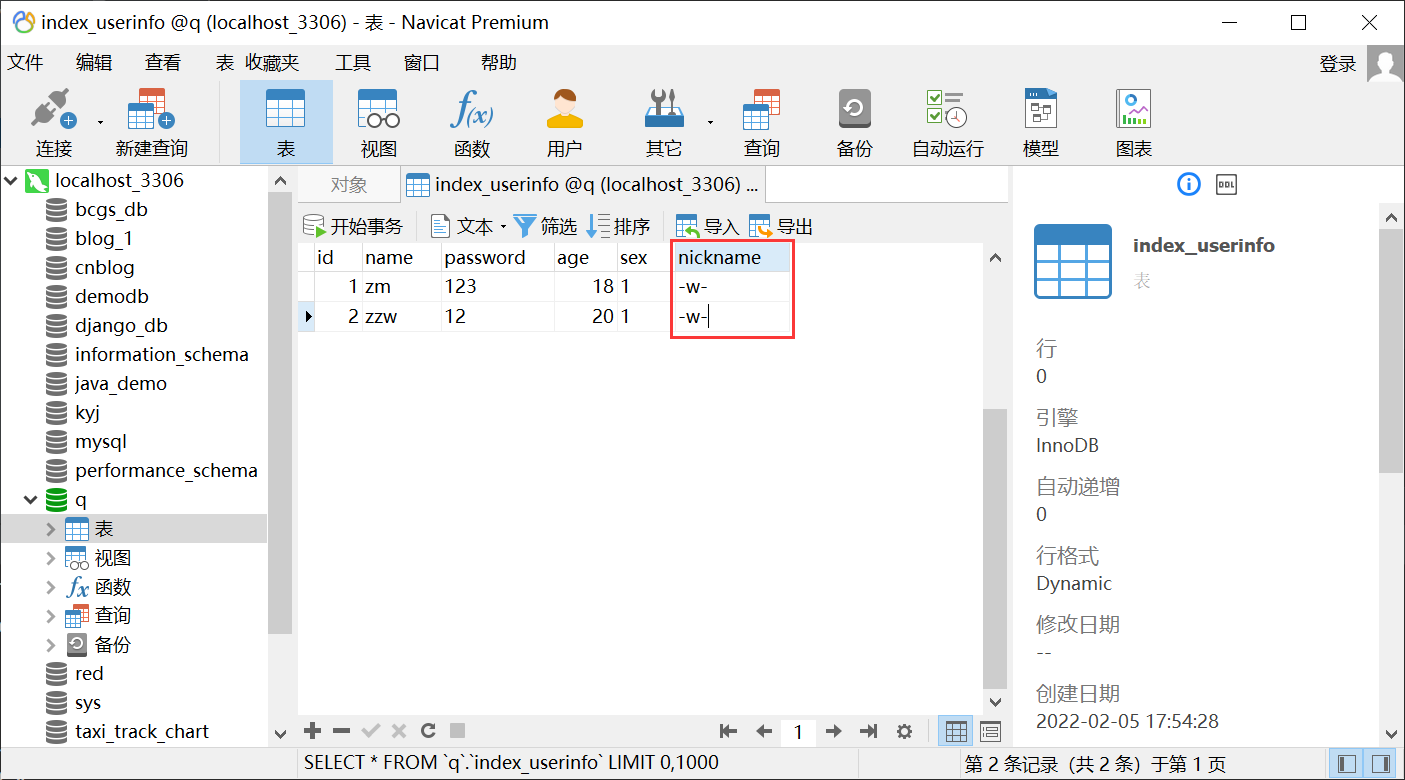 index_userinfo @q (localhost_3306) - 表 - Navicat Premium
文件 编辑 查看 表 收藏夹 工具 窗口 帮助 登录
连接 新建查询 表 视图 函数 用户 其它 查询 备份 自动运行 模型 图表
localhost_3306
bcgs_db
blog_1
cnblog
demodb
django_db
information_schema
java_demo
kyj
mysql
performance_schema
q
表
视图
函数
查询
备份
red
sys
taxi_track_chart
对象 index_userinfo @q (localhost_3306) ...
开始事务 文本 筛选 排序 导入 导出
id name password age sex nickname
1 zm 123 18 1 -w-
2 zzw 12 20 1 -w-
1
DDL
index_userinfo
表
行
0
引擎
InnoDB
自动递增
0
行格式
Dynamic
修改日期
--
创建日期
2022-02-05 17:54:28
SELECT * FROM `q`.`index_userinfo` LIMIT 0,1000
第 2 条记录（共 2 条）于第 1 页